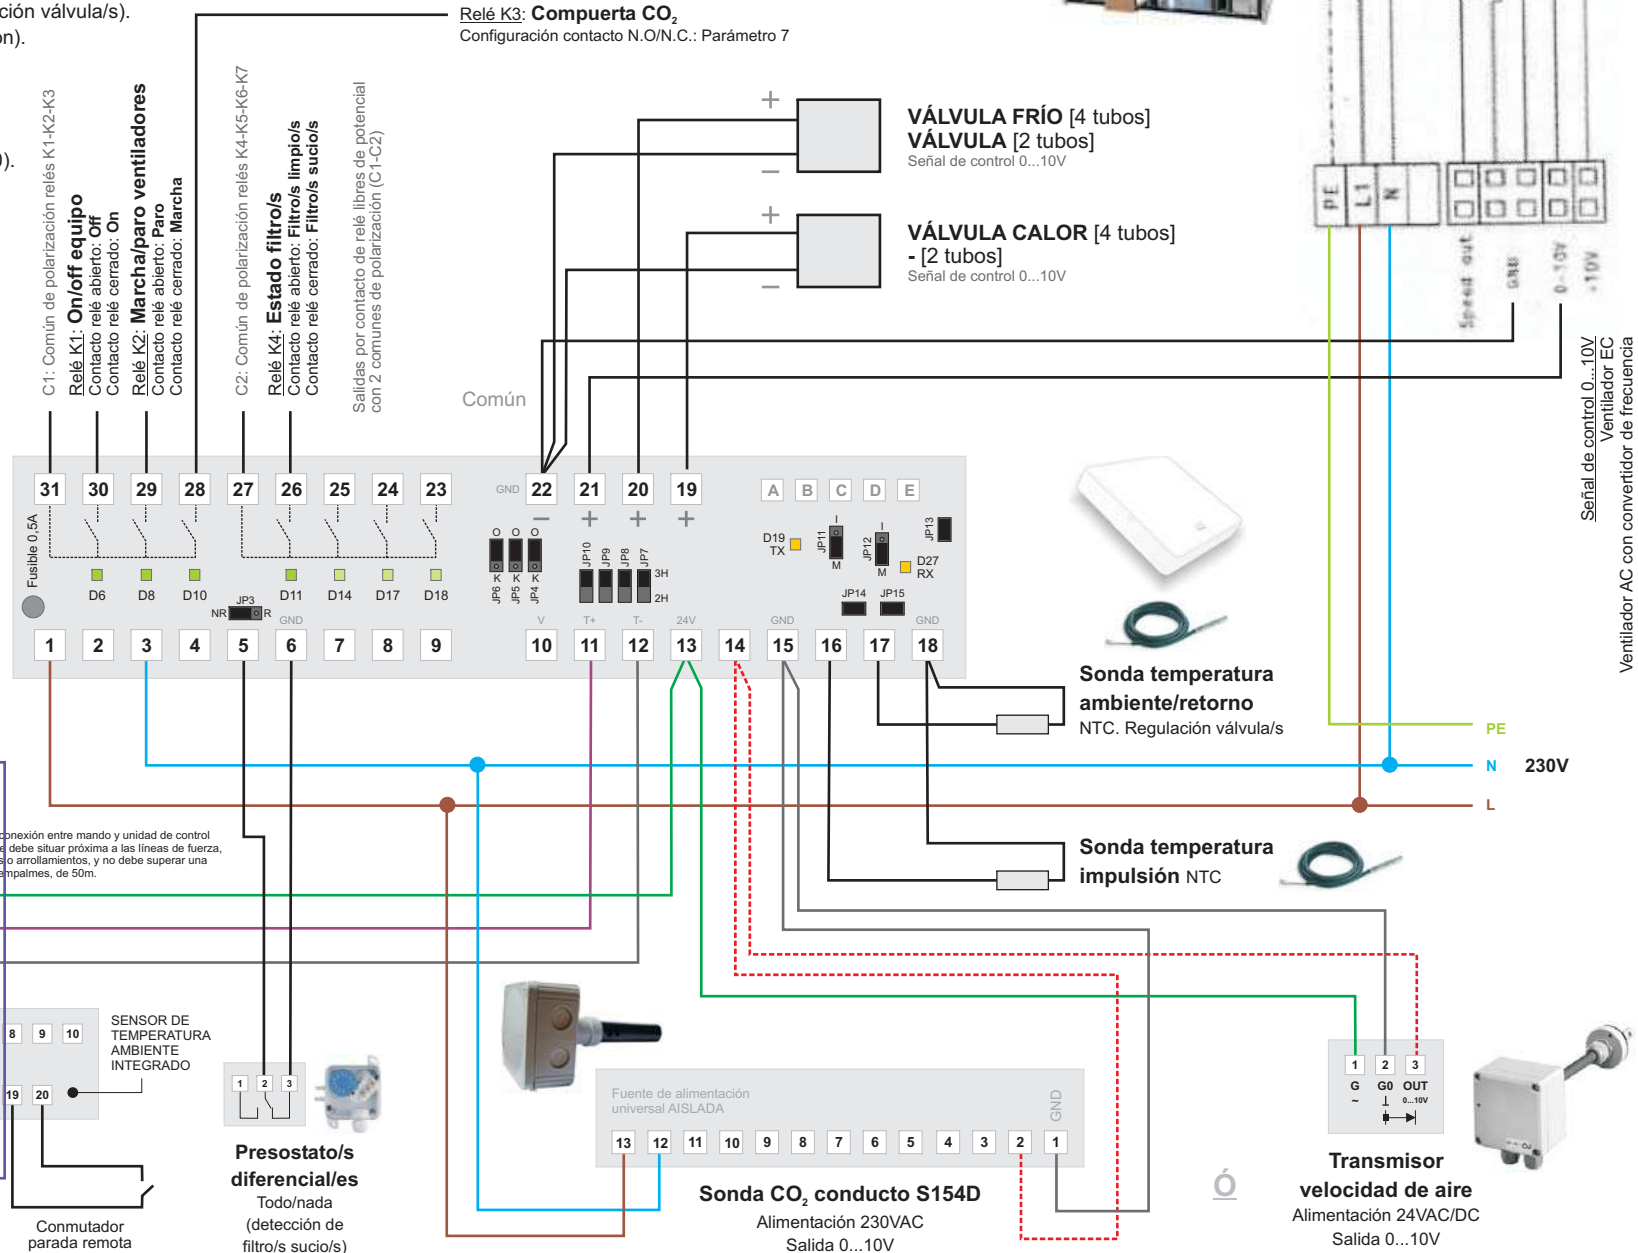 ción válvula/s).
ón).
0).
Relé K3: Compuerta CO₂
Configuración contacto N.O/N.C.: Parámetro 7
C1: Común de polarización relés K1-K2-K3
Relé K1: On/off equipo
Contacto relé abierto: Off
Contacto relé cerrado: On
Relé K2: Marcha/paro ventiladores
Contacto relé abierto: Paro
Contacto relé cerrado: Marcha
C2: Común de polarización relés K4-K5-K6-K7
Relé K4: Estado filtro/s
Contacto relé abierto: Filtro/s limpio/s
Contacto relé cerrado: Filtro/s sucio/s
Salidas por contacto de relé libres de potencial
con 2 comunes de polarización (C1-C2)
+
VÁLVULA FRÍO [4 tubos]
VÁLVULA [2 tubos]
Señal de control 0...10V
–
+
VÁLVULA CALOR [4 tubos]
- [2 tubos]
Señal de control 0...10V
–
PE L1 N
Speed out
GND
0-10V
+10V
Señal de control 0...10V
Ventilador EC
Ventilador AC con convertidor de frecuencia
Común
31 30 29 28 27 26 25 24 23 GND 22 21 20 19 A B C D E
– + + +
Fusible 0,5A
D6 D8 D10 D11 D14 D17 D18
JP3
NR R
GND
O O O
K K K
JP6 JP5 JP4
JP10 JP9 JP8 JP7
3H
2H
D19
TX
JP11
I
M
JP12
I
M
JP13
D27
RX
JP14 JP15
V T+ T- 24V GND GND
1 2 3 4 5 6 7 8 9 10 11 12 13 14 15 16 17 18
Sonda temperatura
ambiente/retorno
NTC. Regulación válvula/s
PE
N 230V
L
conexión entre mando y unidad de control
e debe situar próxima a las líneas de fuerza,
s o arrollamientos, y no debe superar una
empalmes, de 50m.
Sonda temperatura
impulsión NTC
8 9 10
19 20
SENSOR DE
TEMPERATURA
AMBIENTE
INTEGRADO
Conmutador
parada remota
1 2 3
Presostato/s
diferencial/es
Todo/nada
(detección de
filtro/s sucio/s)
Fuente de alimentación
universal AISLADA
GND
13 12 11 10 9 8 7 6 5 4 3 2 1
Sonda CO₂ conducto S154D
Alimentación 230VAC
Salida 0...10V
Ó
1 2 3
G G0 OUT
~ ⊥ 0...10V
Transmisor
velocidad de aire
Alimentación 24VAC/DC
Salida 0...10V